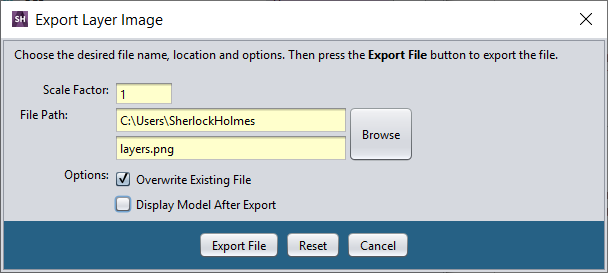 SH Export Layer Image
Choose the desired file name, location and options. Then press the Export File button to export the file.
Scale Factor: 1
File Path: C:\Users\SherlockHolmes
layers.png
Browse
Options: Overwrite Existing File
Display Model After Export
Export File Reset Cancel